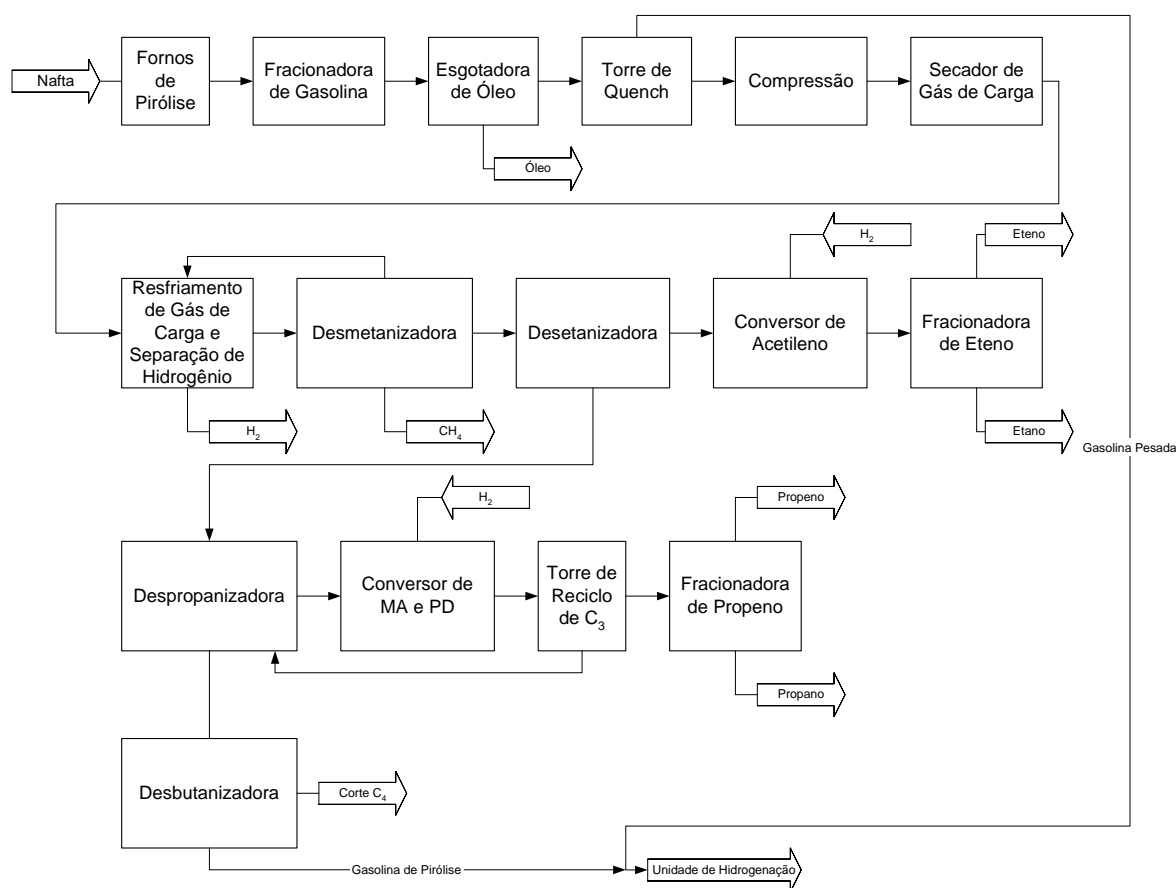 Nafta
Fornos
de
Pirólise
Fracionadora
de Gasolina
Esgotadora
de Óleo
Torre de
Quench
Compressão
Secador de
Gás de Carga
Óleo
H₂
Eteno
Resfriamento
de Gás de
Carga e
Separação de
Hidrogênio
Desmetanizadora
Desetanizadora
Conversor de
Acetileno
Fracionadora
de Eteno
H₂
CH₄
Etano
Gasolina Pesada
H₂
Propeno
Despropanizadora
Conversor de
MA e PD
Torre de
Reciclo
de C₃
Fracionadora
de Propeno
Propano
Desbutanizadora
Corte C₄
Gasolina de Pirólise
Unidade de Hidrogenação